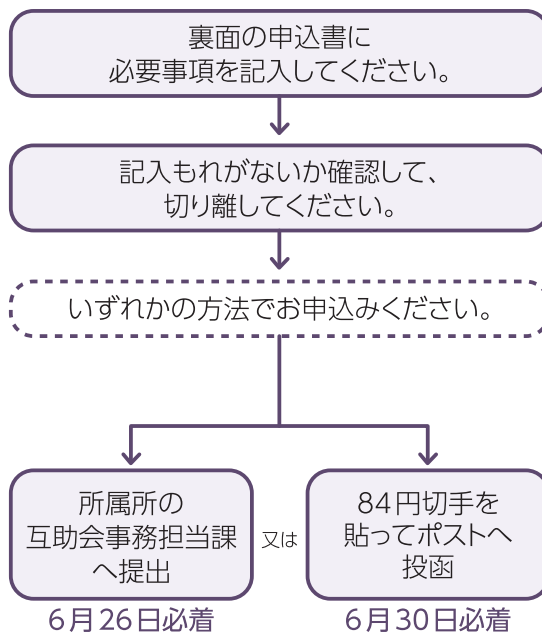 裏面の申込書に
必要事項を記入してください。
記入もれがないか確認して、
切り離してください。
いずれかの方法でお申込みください。
所属所の
互助会事務担当課
へ提出
又は
84円切手を
貼ってポストへ
投函
6月26日必着
6月30日必着